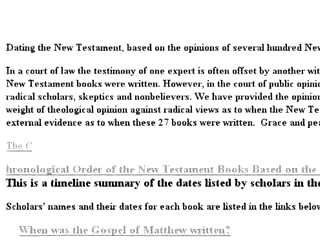 Dating the New Testament, based on the opinions of several hundred New
In a court of law the testimony of one expert is often offset by another wit
New Testament books were written. However, in the court of public opinio
radical scholars, skeptics and nonbelievers. We have provided the opinion
weight of theological opinion against radical views as to when the New Te
external evidence as to when these 27 books were written. Grace and pea
The C
hronological Order of the New Testament Books Based on the
This is a timeline summary of the dates listed by scholars in the
Scholars' names and their dates for each book are listed in the links below
When was the Gospel of Matthew written?